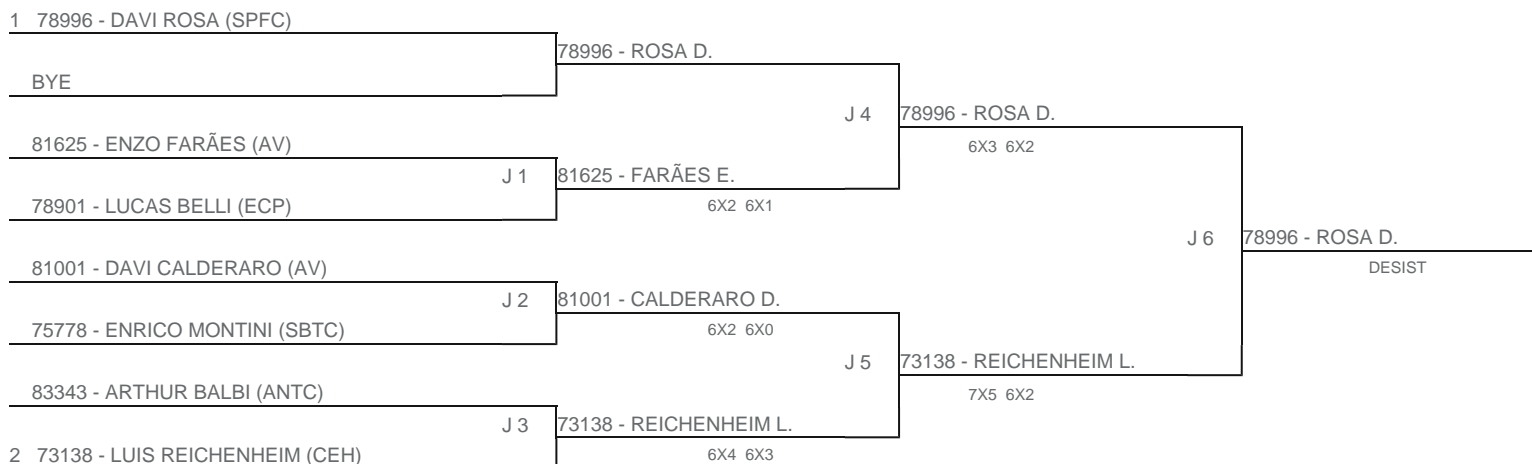 1 78996 - DAVI ROSA (SPFC)
78996 - ROSA D.
BYE
J 4
78996 - ROSA D.
6X3 6X2
81625 - ENZO FARÃES (AV)
J 1
81625 - FARÃES E.
6X2 6X1
78901 - LUCAS BELLI (ECP)
J 6
78996 - ROSA D.
DESIST
81001 - DAVI CALDERARO (AV)
J 2
81001 - CALDERARO D.
6X2 6X0
75778 - ENRICO MONTINI (SBTC)
J 5
73138 - REICHENHEIM L.
7X5 6X2
83343 - ARTHUR BALBI (ANTC)
J 3
73138 - REICHENHEIM L.
6X4 6X3
2 73138 - LUIS REICHENHEIM (CEH)